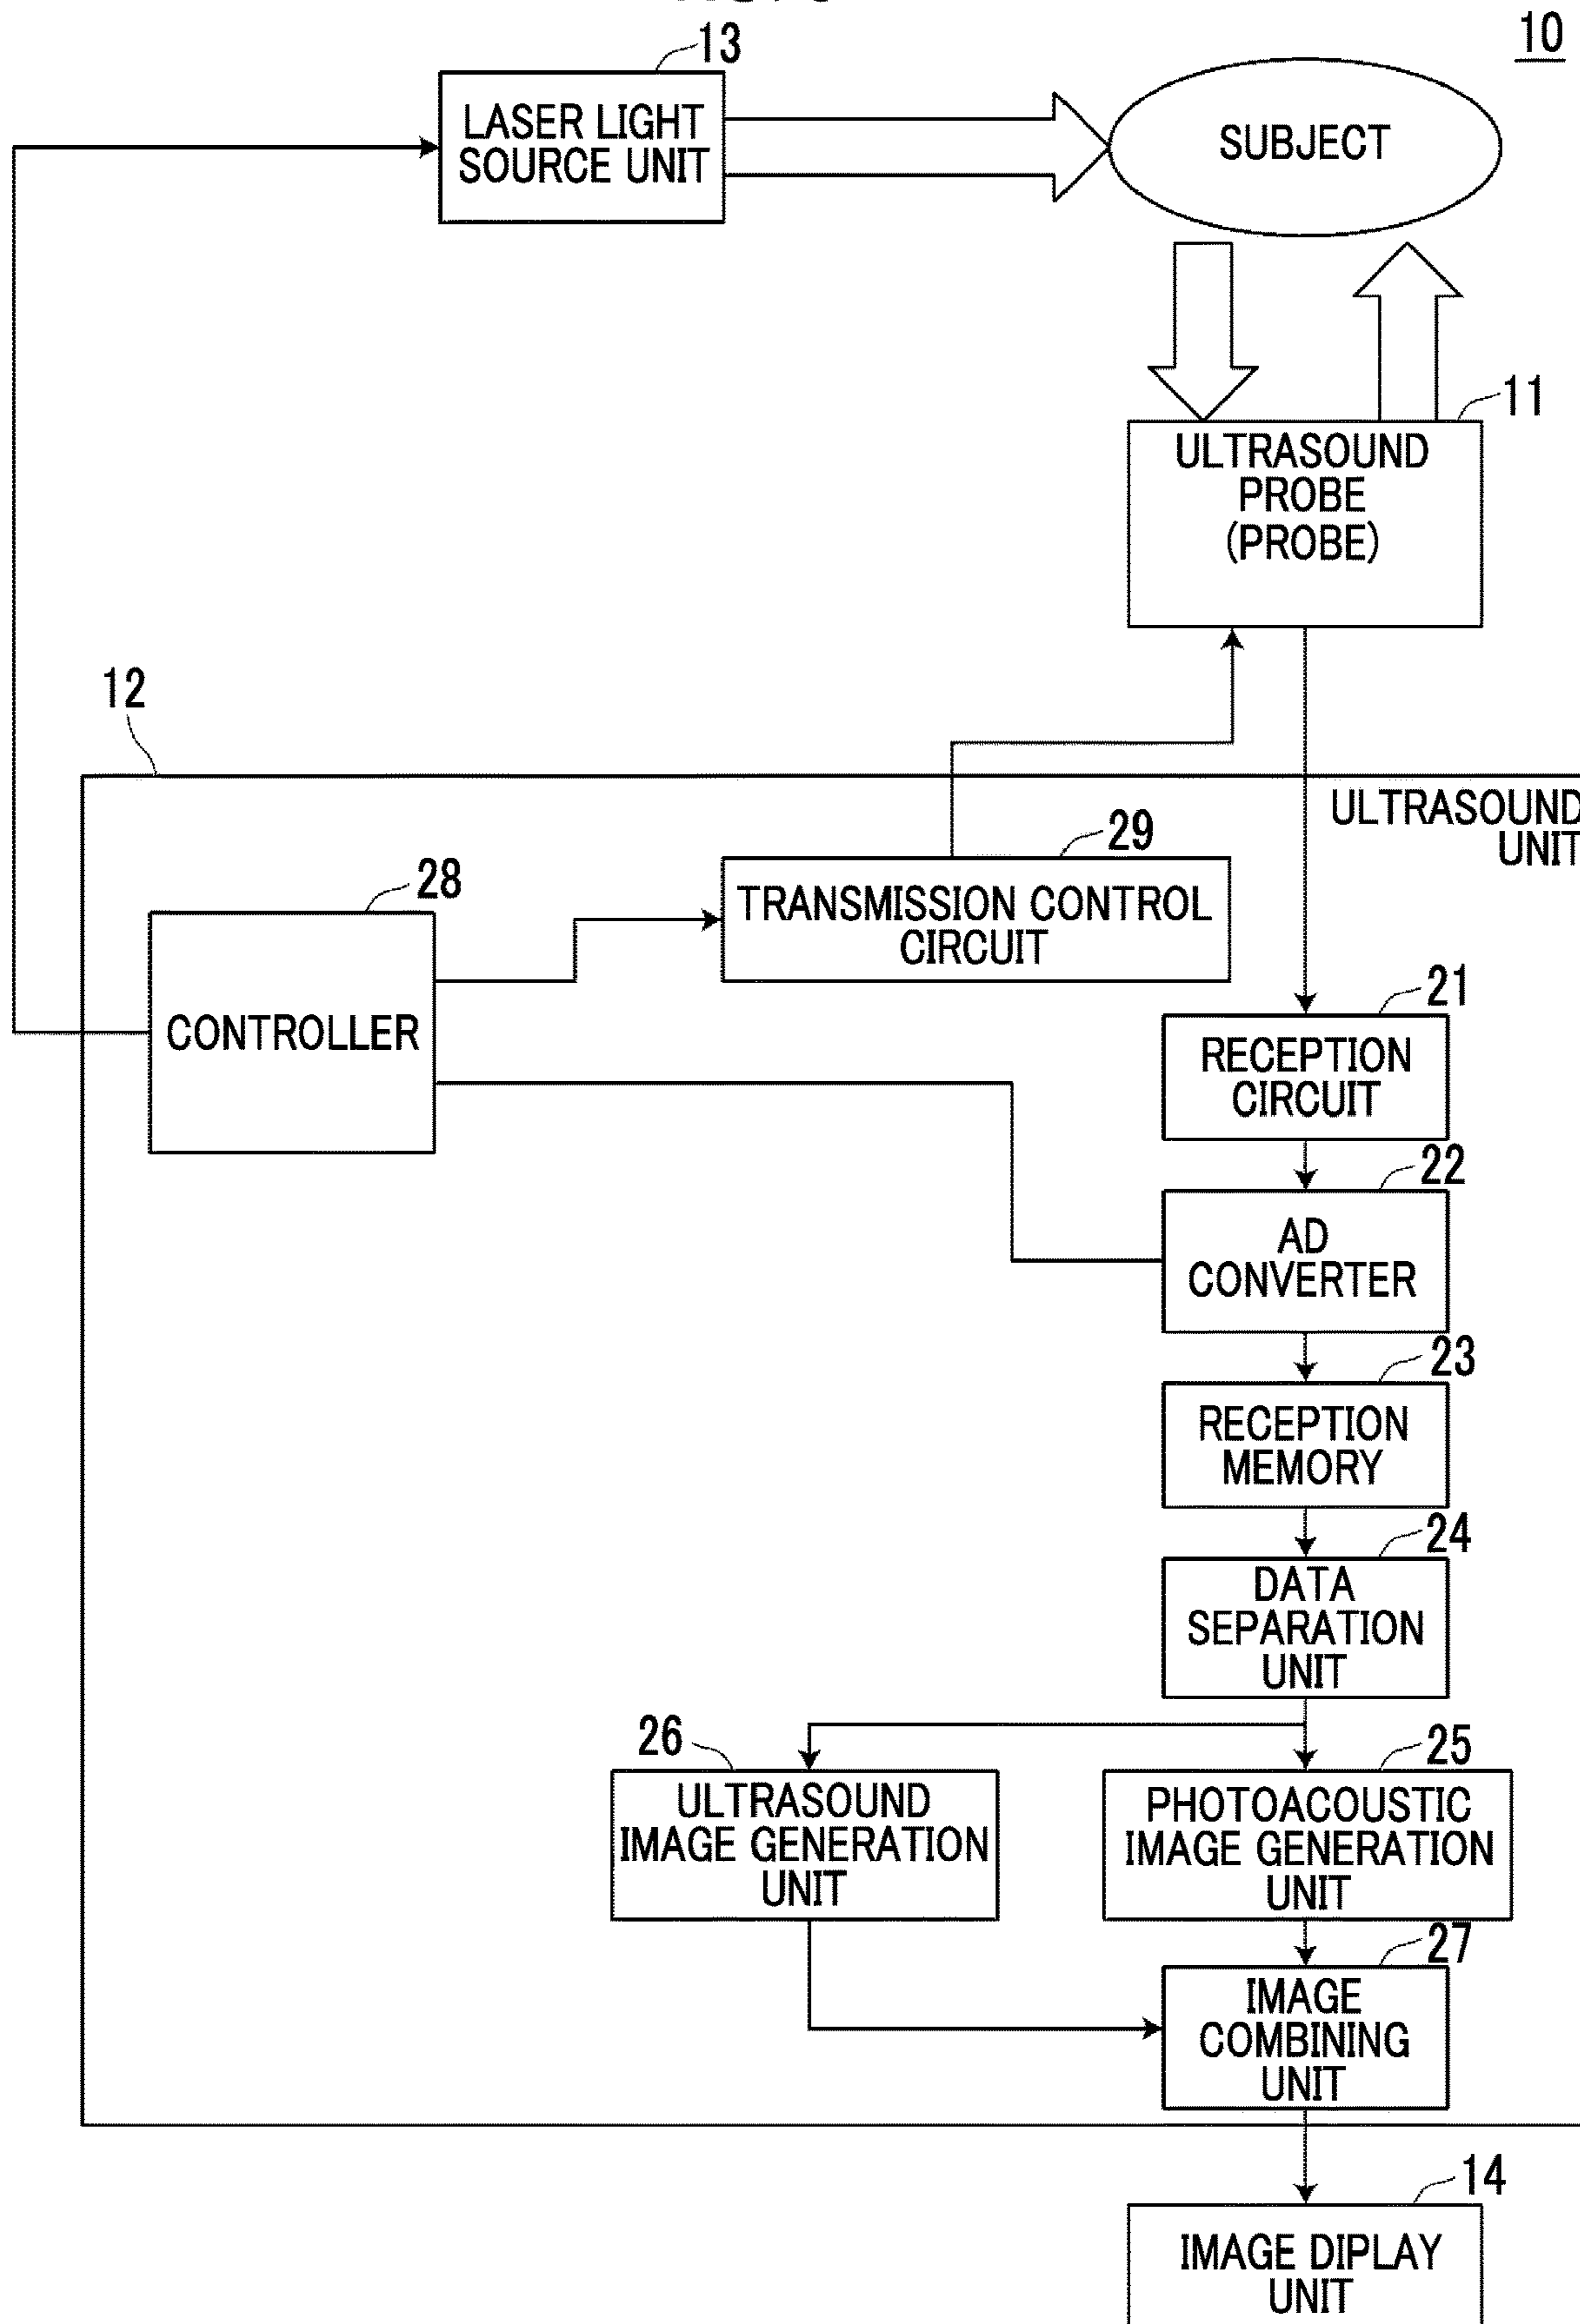 10
13
LASER LIGHT
SOURCE UNIT
SUBJECT
11
ULTRASOUND
PROBE
(PROBE)
12
ULTRASOUND
UNIT
29
TRANSMISSION CONTROL
CIRCUIT
28
CONTROLLER
21
RECEPTION
CIRCUIT
22
AD
CONVERTER
23
RECEPTION
MEMORY
24
DATA
SEPARATION
UNIT
26
ULTRASOUND
IMAGE GENERATION
UNIT
25
PHOTOACOUSTIC
IMAGE GENERATION
UNIT
27
IMAGE
COMBINING
UNIT
14
IMAGE DIPLAY
UNIT